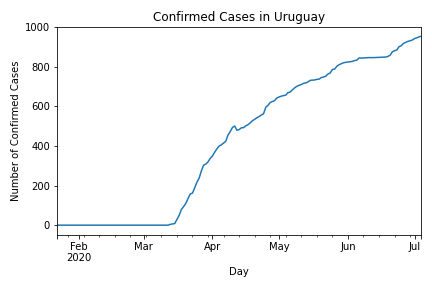 Confirmed Cases in Uruguay
Number of Confirmed Cases
1000
800
600
400
200
0
Feb Mar Apr May Jun Jul
2020
Day